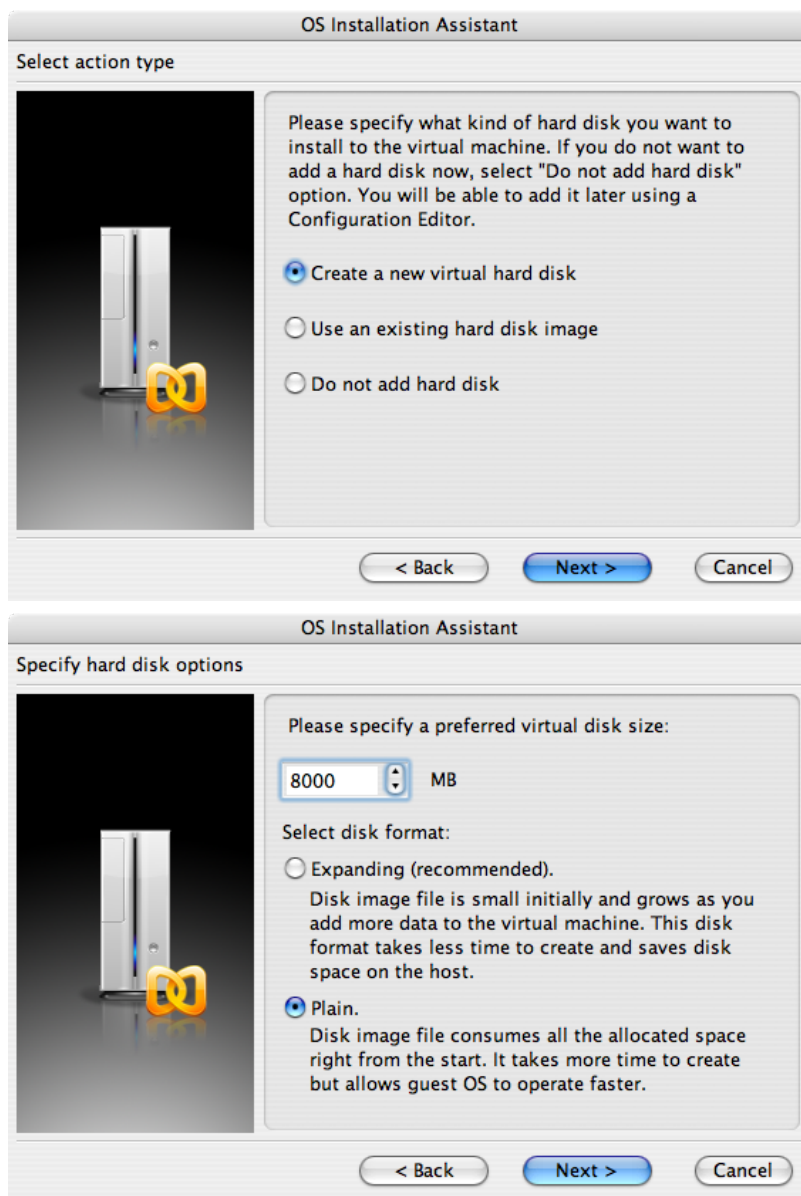 OS Installation Assistant
Select action type
Please specify what kind of hard disk you want to
install to the virtual machine. If you do not want to
add a hard disk now, select "Do not add hard disk"
option. You will be able to add it later using a
Configuration Editor.
Create a new virtual hard disk
Use an existing hard disk image
Do not add hard disk
< Back
Next >
Cancel
OS Installation Assistant
Specify hard disk options
Please specify a preferred virtual disk size:
8000 MB
Select disk format:
Expanding (recommended).
Disk image file is small initially and grows as you
add more data to the virtual machine. This disk
format takes less time to create and saves disk
space on the host.
Plain.
Disk image file consumes all the allocated space
right from the start. It takes more time to create
but allows guest OS to operate faster.
< Back
Next >
Cancel